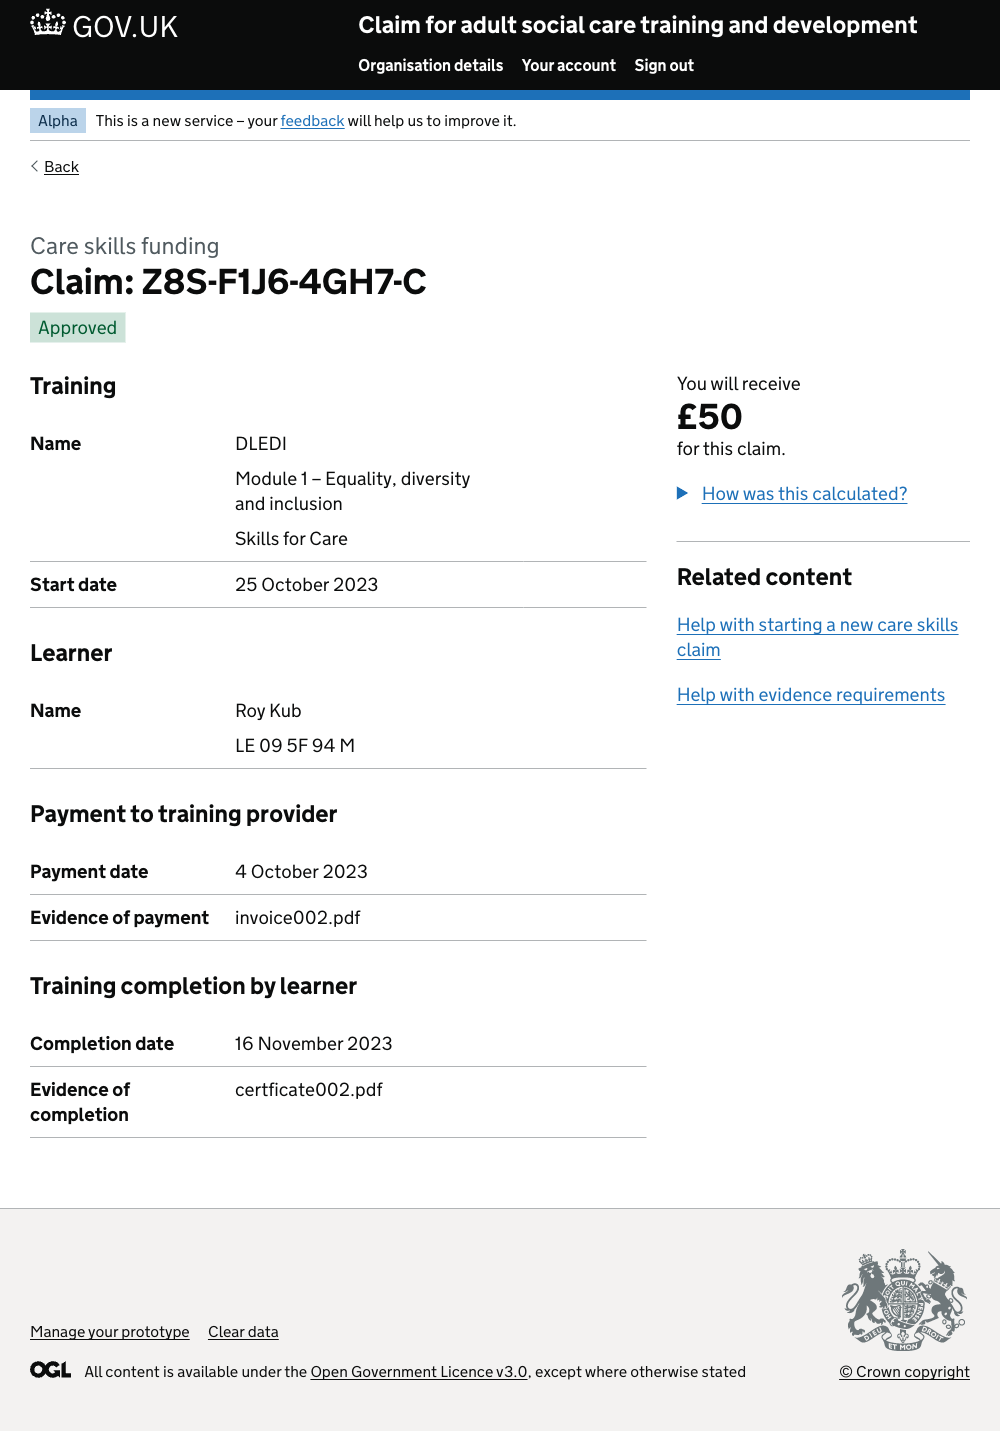 GOV.UK
Claim for adult social care training and development
Organisation details Your account Sign out
Alpha This is a new service – your feedback will help us to improve it.
Back
Care skills funding
Claim: Z8S-F1J6-4GH7-C
Approved
Training
Name DLEDI
Module 1 – Equality, diversity
and inclusion
Skills for Care
Start date 25 October 2023
Learner
Name Roy Kub
LE 09 5F 94 M
Payment to training provider
Payment date 4 October 2023
Evidence of payment invoice002.pdf
Training completion by learner
Completion date 16 November 2023
Evidence of certficate002.pdf
completion
You will receive
£50
for this claim.
How was this calculated?
Related content
Help with starting a new care skills
claim
Help with evidence requirements
Manage your prototype Clear data
OGL All content is available under the Open Government Licence v3.0, except where otherwise stated
DIEU ET MON DROIT
© Crown copyright